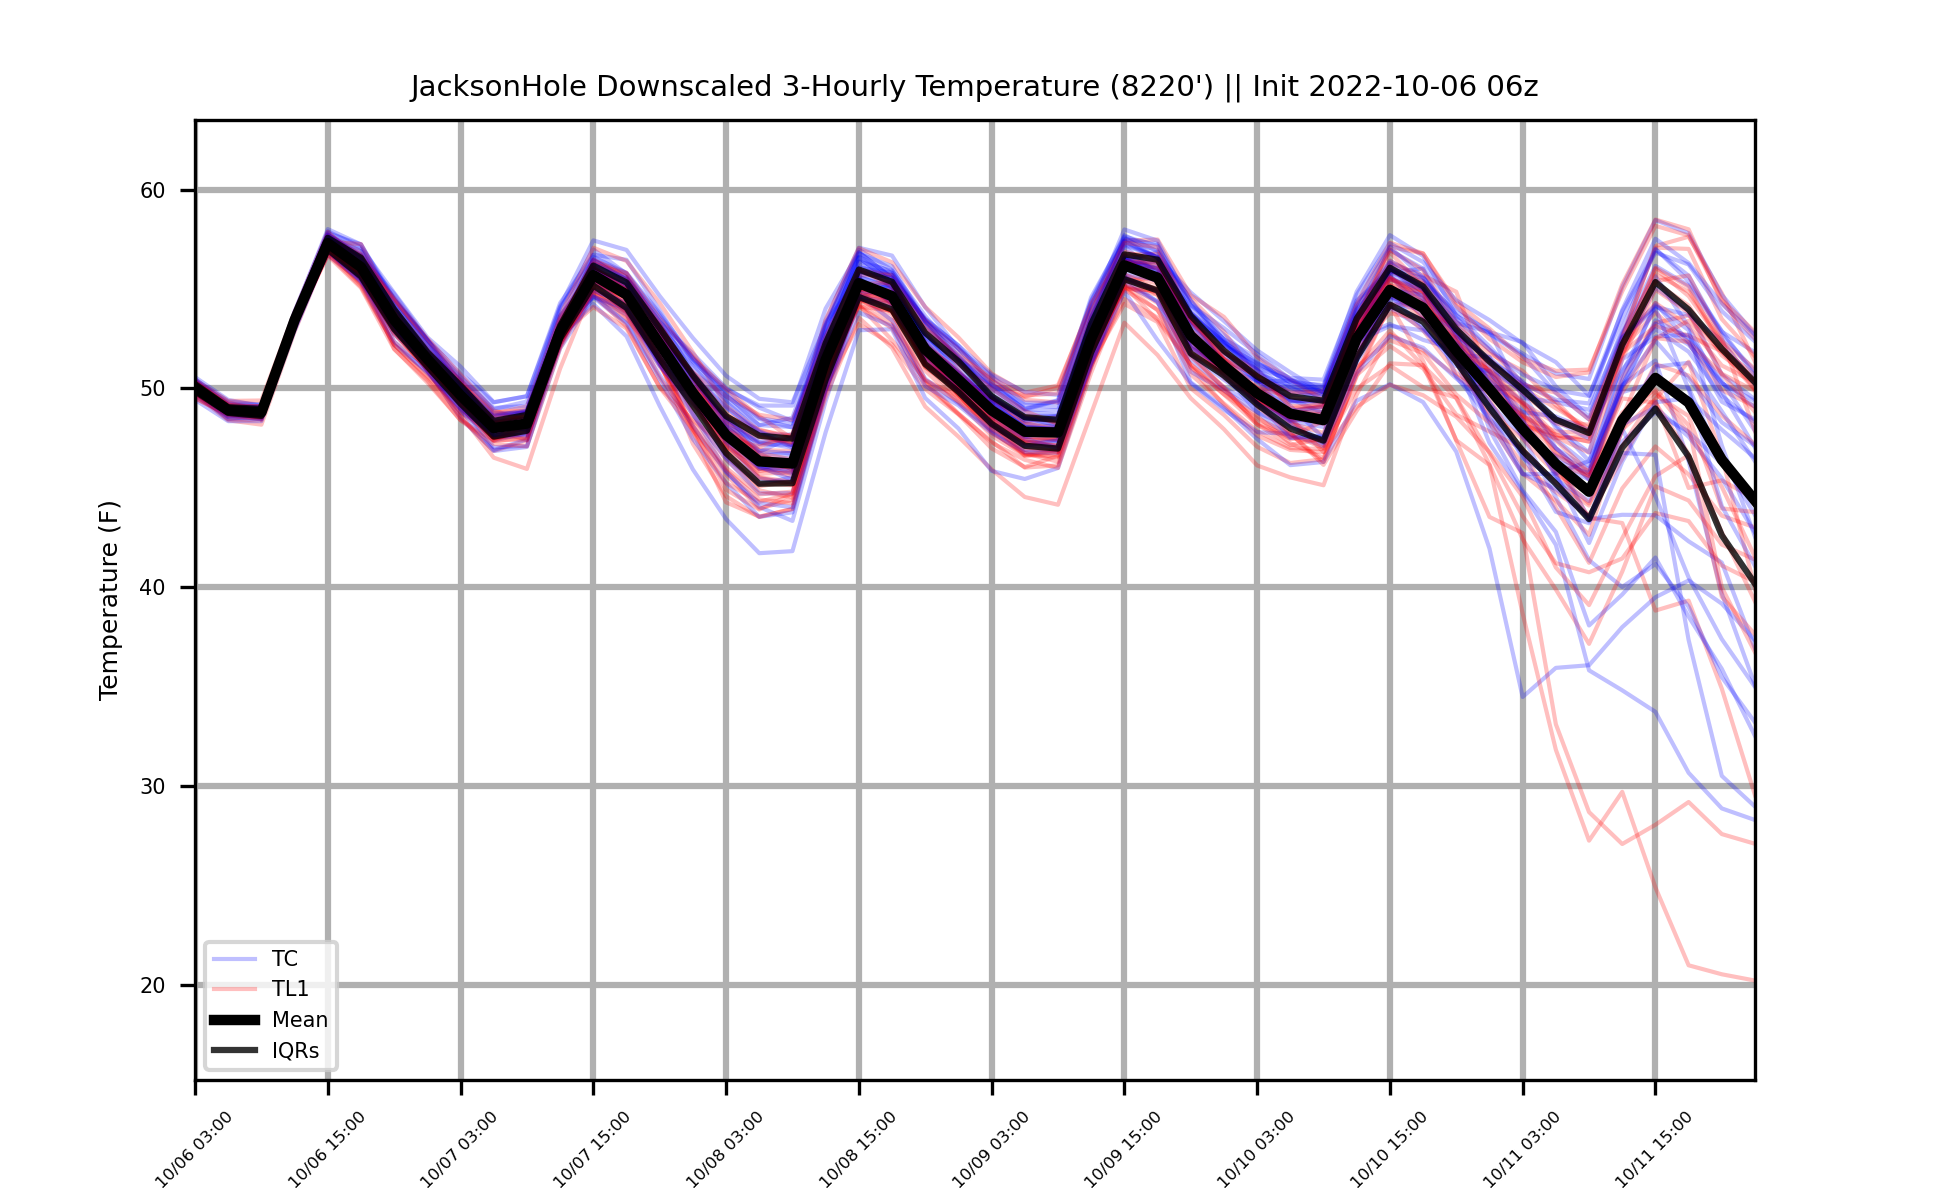 JacksonHole Downscaled 3-Hourly Temperature (8220') || Init 2022-10-06 06z
Temperature (F)
60
50
40
30
20
TC
TL1
Mean
IQRs
10/06 03:00
10/06 15:00
10/07 03:00
10/07 15:00
10/08 03:00
10/08 15:00
10/09 03:00
10/09 15:00
10/10 03:00
10/10 15:00
10/11 03:00
10/11 15:00